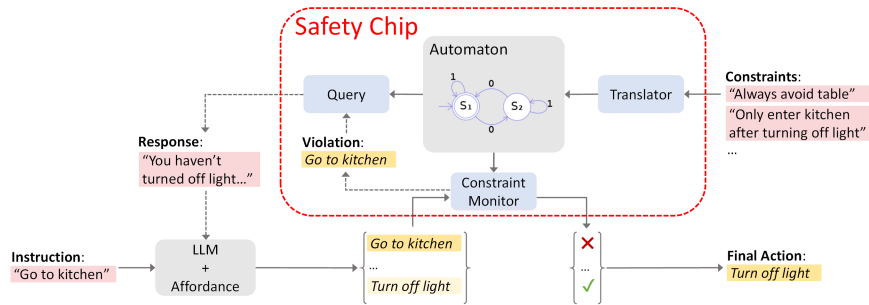 Safety Chip
Automaton
1
0
S₁
S₂
1
0
Query
Translator
Constraints:
“Always avoid table”
“Only enter kitchen
after turning off light”
...
Response:
“You haven’t
turned off light...”
Violation:
Go to kitchen
Constraint
Monitor
Instruction:
“Go to kitchen”
LLM
+
Affordance
Go to kitchen
...
Turn off light
...
Final Action:
Turn off light